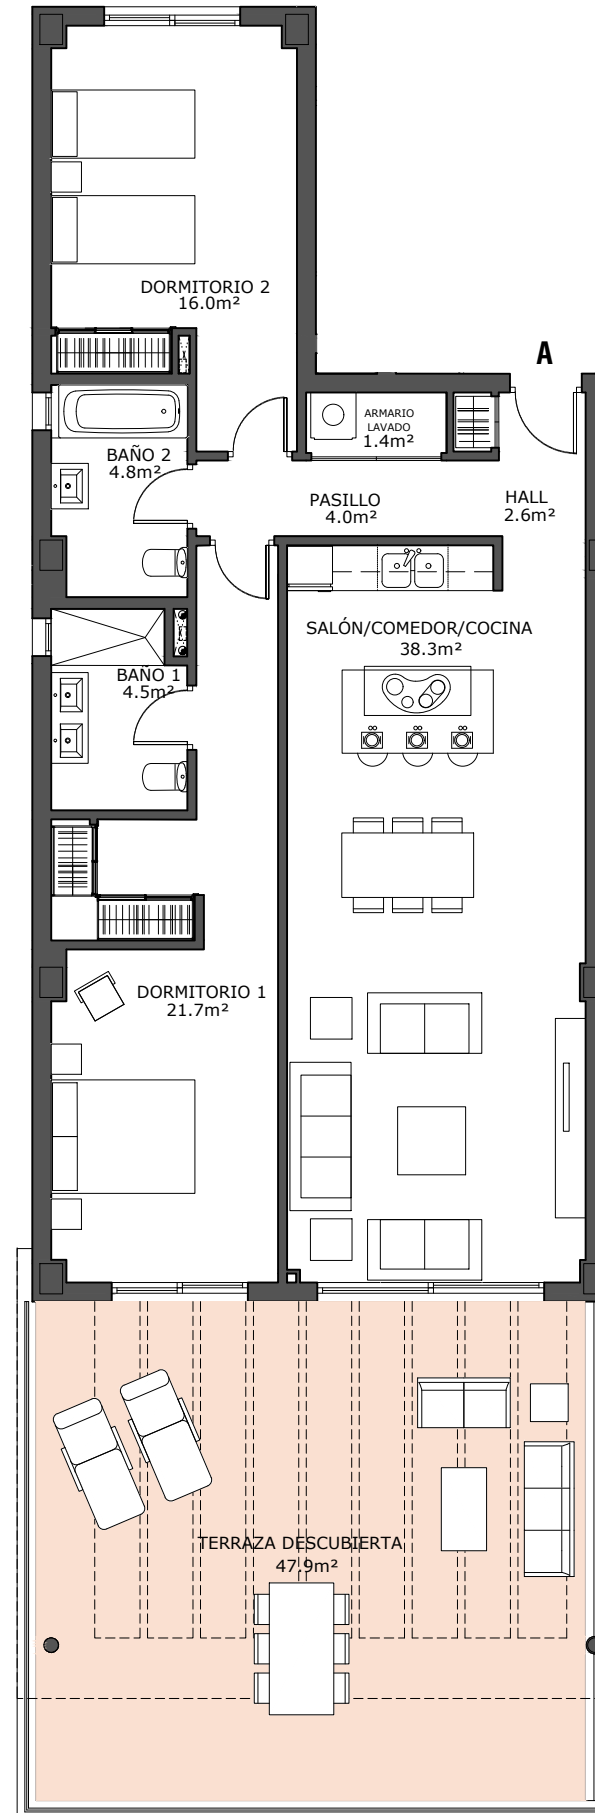 DORMITORIO 2
16.0m²
A
ARMARIO
LAVADO
1.4m²
BAÑO 2
4.8m²
PASILLO
4.0m²
HALL
2.6m²
SALÓN/COMEDOR/COCINA
38.3m²
BAÑO 1
4.5m²
DORMITORIO 1
21.7m²
TERRAZA DESCUBIERTA
47.9m²